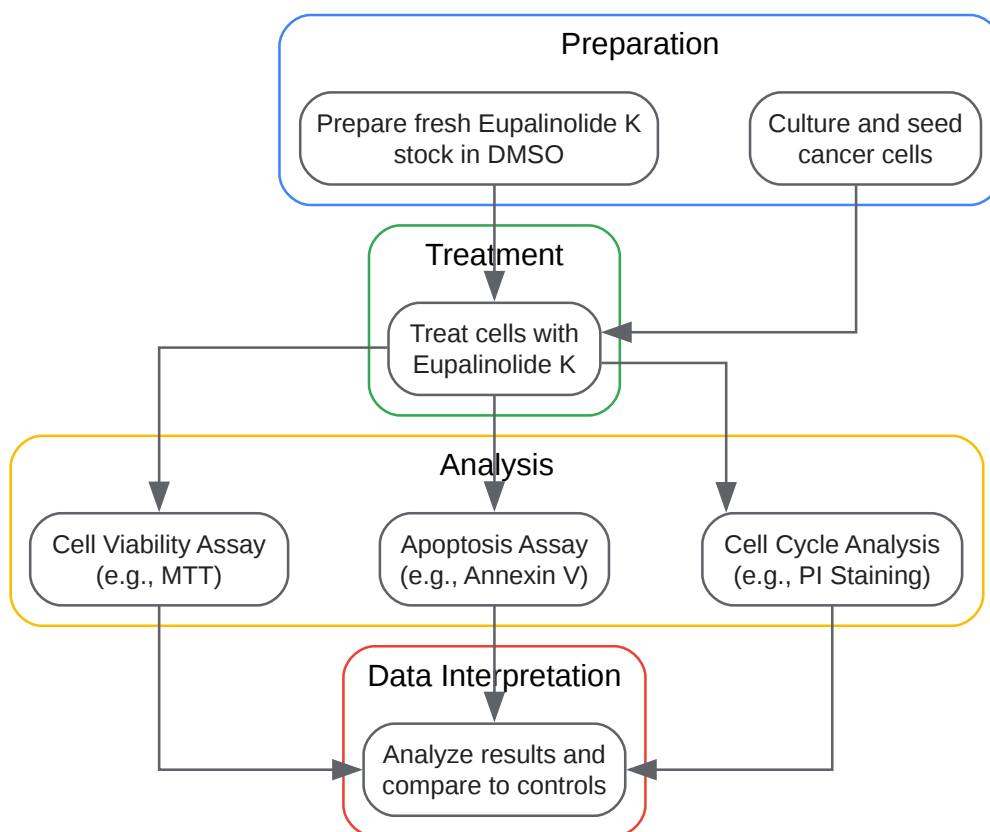 Preparation
Prepare fresh Eupalinolide K
stock in DMSO
Culture and seed
cancer cells
Treatment
Treat cells with
Eupalinolide K
Analysis
Cell Viability Assay
(e.g., MTT)
Apoptosis Assay
(e.g., Annexin V)
Cell Cycle Analysis
(e.g., PI Staining)
Data Interpretation
Analyze results and
compare to controls